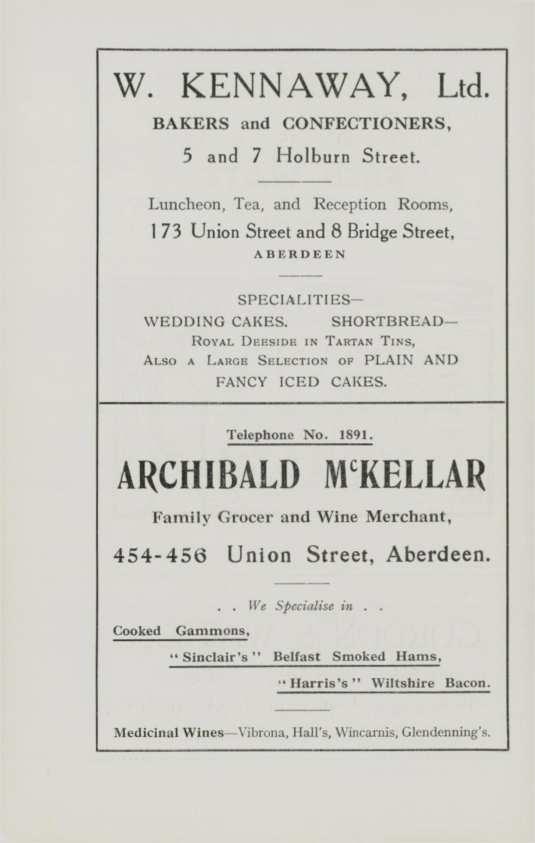 W. KENNAWAY, Ltd.
BAKERS and CONFECTIONERS,
5 and 7 Holburn Street.
Luncheon, Tea, and Reception Rooms,
173 Union Street and 8 Bridge Street,
ABERDEEN
SPECIALITIES—
WEDDING CAKES. SHORTBREAD—
ROYAL DEESIDE IN TARTAN TINS,
ALSO A LARGE SELECTION OF PLAIN AND
FANCY ICED CAKES.
Telephone No. 1891.
ARCHIBALD McKELLAR
Family Grocer and Wine Merchant,
454-456 Union Street, Aberdeen.
. . We Specialise in . .
Cooked Gammons,
"Sinclair's" Belfast Smoked Hams,
"Harris's" Wiltshire Bacon.
Medicinal Wines—Vibrona, Hall's, Wincarnis, Glendenning's.